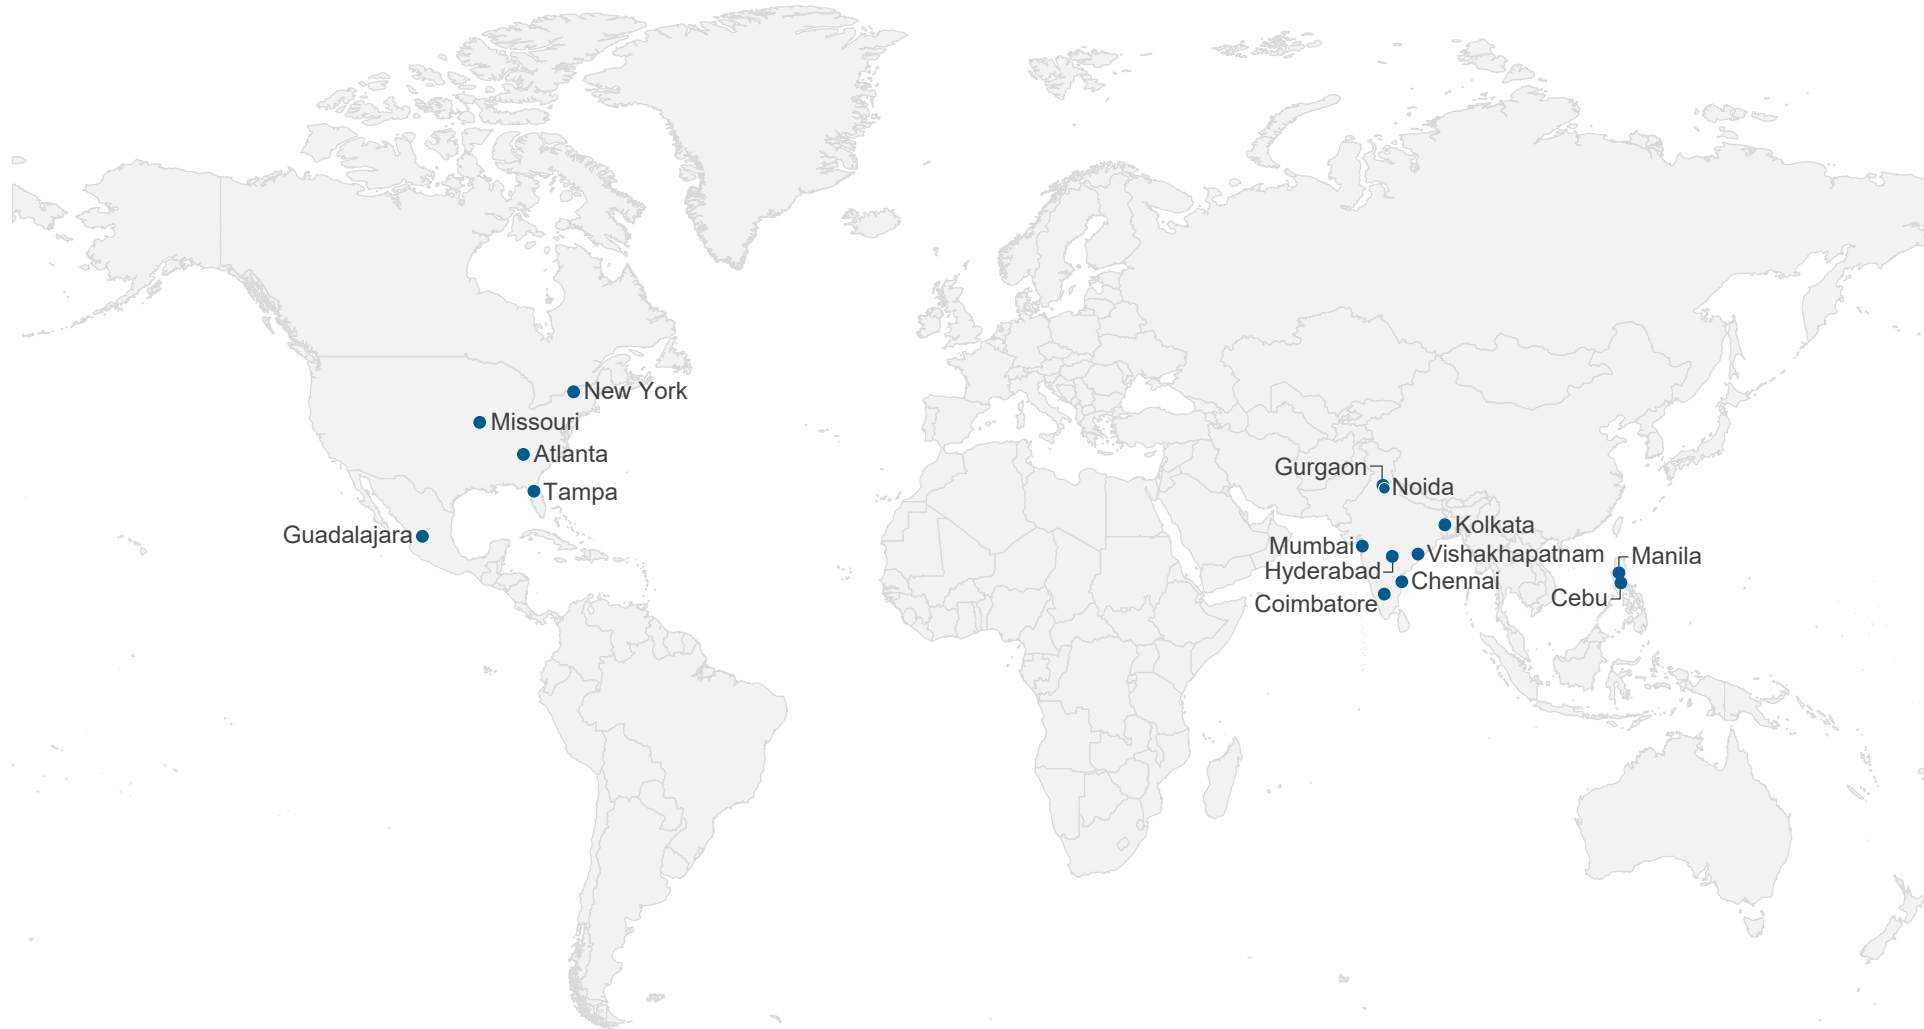 New York
Missouri
Atlanta
Tampa
Guadalajara
Gurgaon
Noida
Kolkata
Mumbai
Vishakhapatnam
Hyderabad
Chennai
Coimbatore
Manila
Cebu